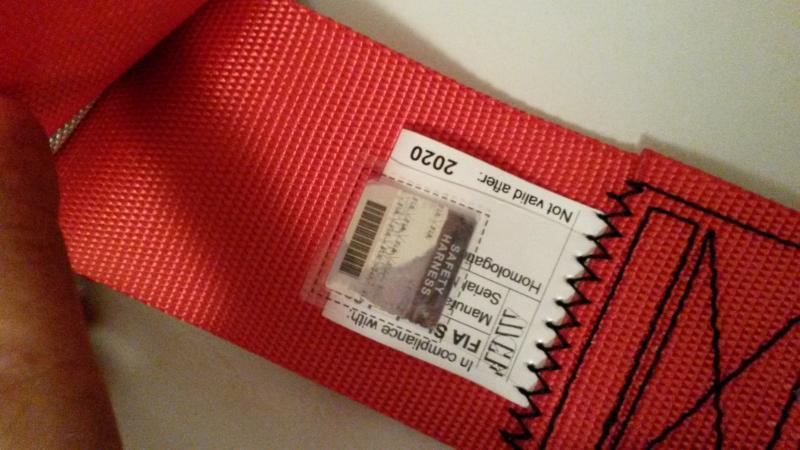 In compliance with:
FIA S
Manufa
Serial
Homologati
Not valid after: 2020
SAFETY
HARNESS